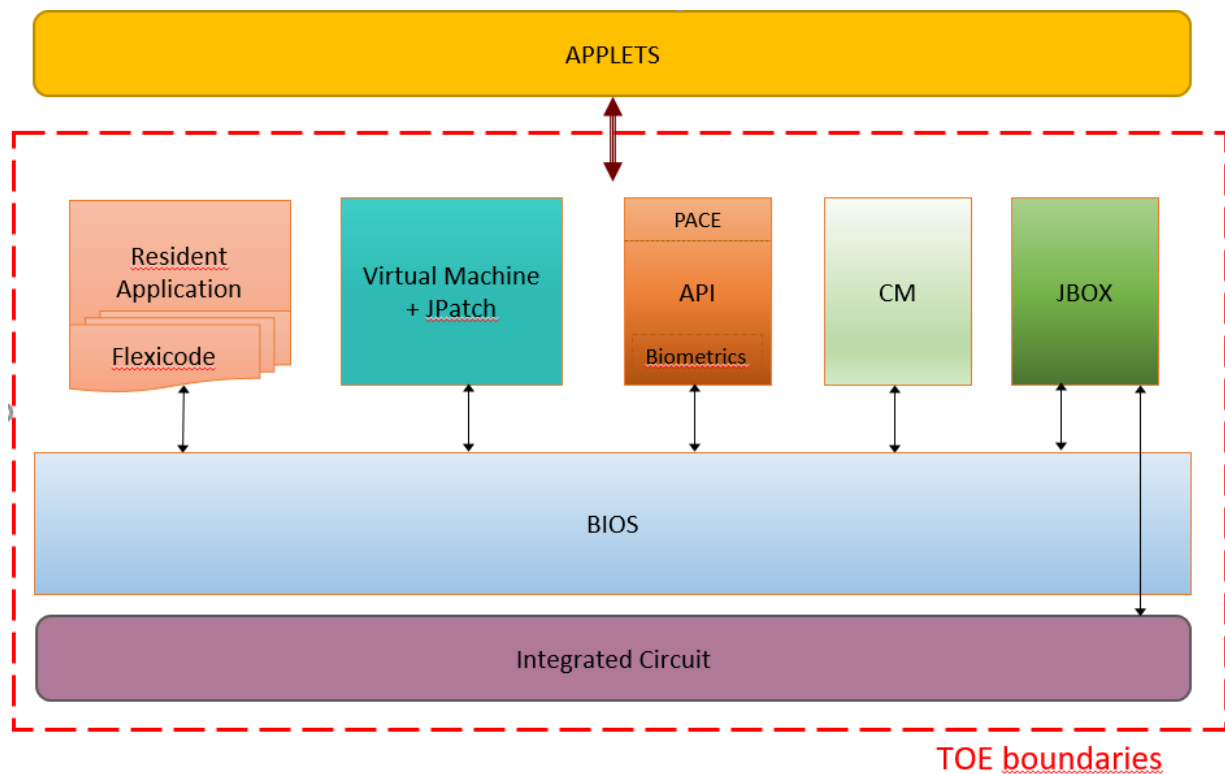 APPLETS
Resident
Application
Flexicode
Virtual Machine
+ JPatch
PACE
API
Biometrics
CM
JBOX
BIOS
Integrated Circuit
TOE boundaries